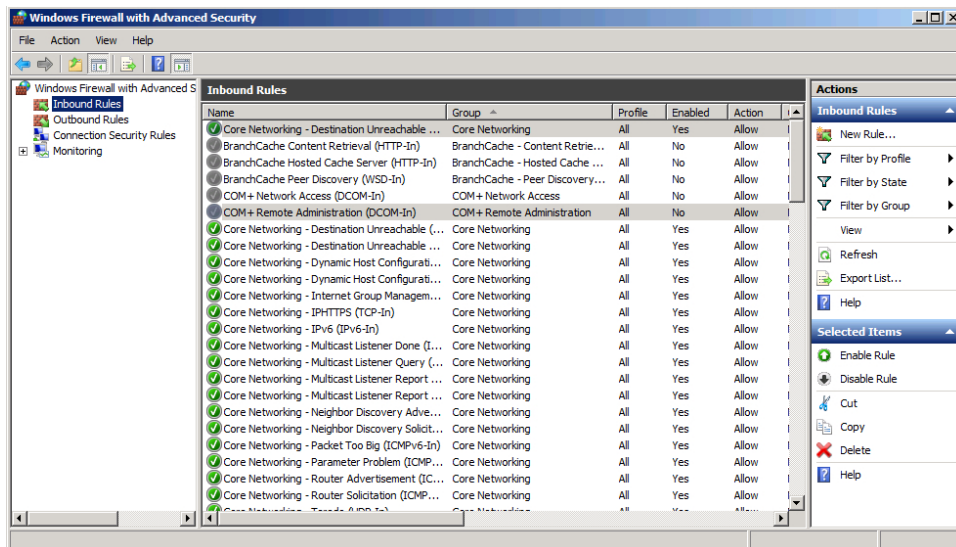 Windows Firewall with Advanced Security
File Action View Help
Windows Firewall with Advanced S
Inbound Rules
Outbound Rules
Connection Security Rules
Monitoring
Inbound Rules
Name Group Profile Enabled Action
Core Networking - Destination Unreachable ... Core Networking All Yes Allow
BranchCache Content Retrieval (HTTP-In) BranchCache - Content Retrie... All No Allow
BranchCache Hosted Cache Server (HTTP-In) BranchCache - Hosted Cache ... All No Allow
BranchCache Peer Discovery (WSD-In) BranchCache - Peer Discovery... All No Allow
COM+ Network Access (DCOM-In) COM+ Network Access All No Allow
COM+ Remote Administration (DCOM-In) COM+ Remote Administration All No Allow
Core Networking - Destination Unreachable (... Core Networking All Yes Allow
Core Networking - Destination Unreachable ... Core Networking All Yes Allow
Core Networking - Dynamic Host Configurati... Core Networking All Yes Allow
Core Networking - Dynamic Host Configurati... Core Networking All Yes Allow
Core Networking - Internet Group Managem... Core Networking All Yes Allow
Core Networking - IPHTTPS (TCP-In) Core Networking All Yes Allow
Core Networking - IPv6 (IPv6-In) Core Networking All Yes Allow
Core Networking - Multicast Listener Done (I... Core Networking All Yes Allow
Core Networking - Multicast Listener Query (... Core Networking All Yes Allow
Core Networking - Multicast Listener Report ... Core Networking All Yes Allow
Core Networking - Multicast Listener Report ... Core Networking All Yes Allow
Core Networking - Neighbor Discovery Adve... Core Networking All Yes Allow
Core Networking - Neighbor Discovery Solicit... Core Networking All Yes Allow
Core Networking - Packet Too Big (ICMPv6-In) Core Networking All Yes Allow
Core Networking - Parameter Problem (ICMP... Core Networking All Yes Allow
Core Networking - Router Advertisement (IC... Core Networking All Yes Allow
Core Networking - Router Solicitation (ICMP... Core Networking All Yes Allow
Actions
Inbound Rules
New Rule...
Filter by Profile
Filter by State
Filter by Group
View
Refresh
Export List...
Help
Selected Items
Enable Rule
Disable Rule
Cut
Copy
Delete
Help